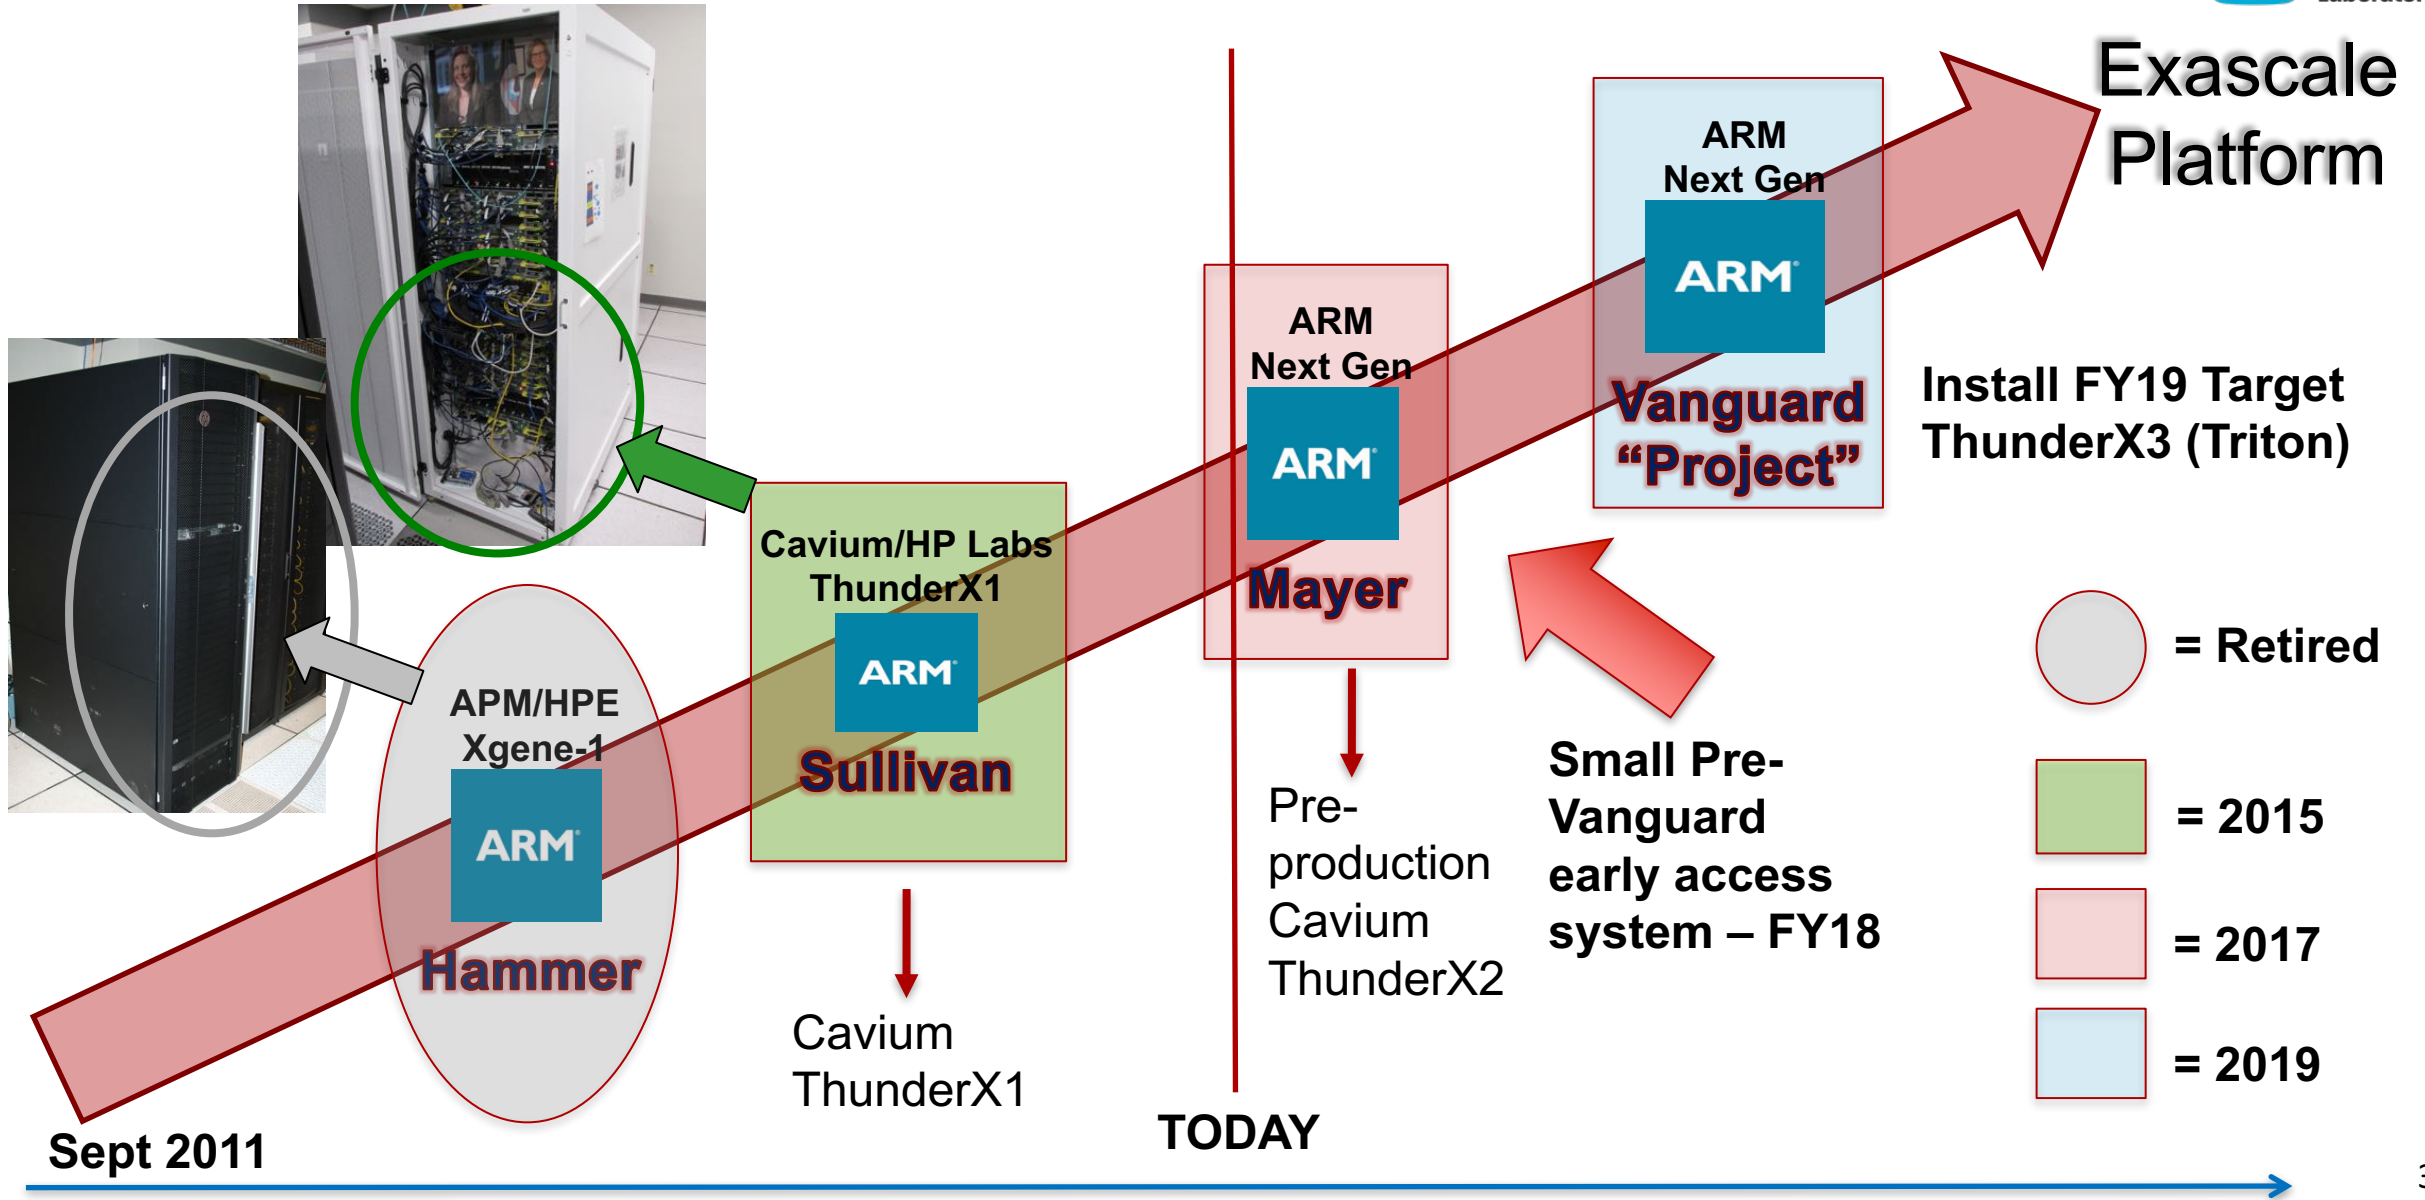 Exascale
Platform
ARM
Next Gen
ARM
Vanguard
“Project”
Install FY19 Target
ThunderX3 (Triton)
ARM
Next Gen
ARM
Mayer
Cavium/HP Labs
ThunderX1
ARM
Sullivan
APM/HPE
Xgene-1
ARM
Hammer
Cavium
ThunderX1
Pre-
production
Cavium
ThunderX2
Small Pre-
Vanguard
early access
system – FY18
= Retired
= 2015
= 2017
= 2019
Sept 2011
TODAY
3